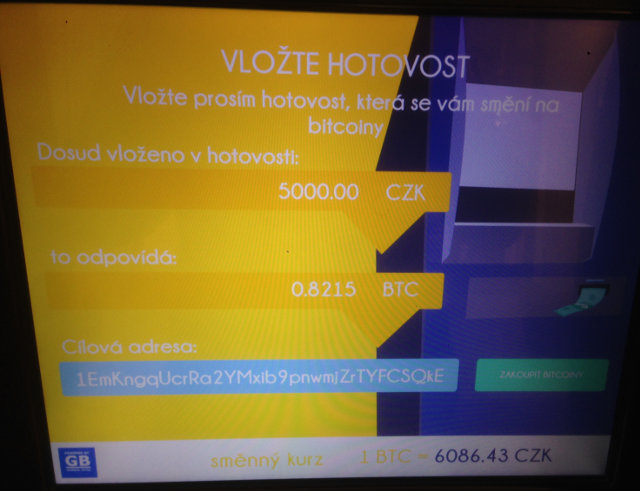 VLOŽTE HOTOVOST
Vložte prosím hotovost, která se vám smění na
bitcoiny
Dosud vloženo v hotovosti:
5000.00 CZK
to odpovídá:
0.8215 BTC
Cílová adresa:
1EmKngqUcrRa2YMxib9pnwmjZrTYFCSQkE
ZAKOUPIT BITCOINY
GB
směnný kurz 1 BTC = 6086.43 CZK